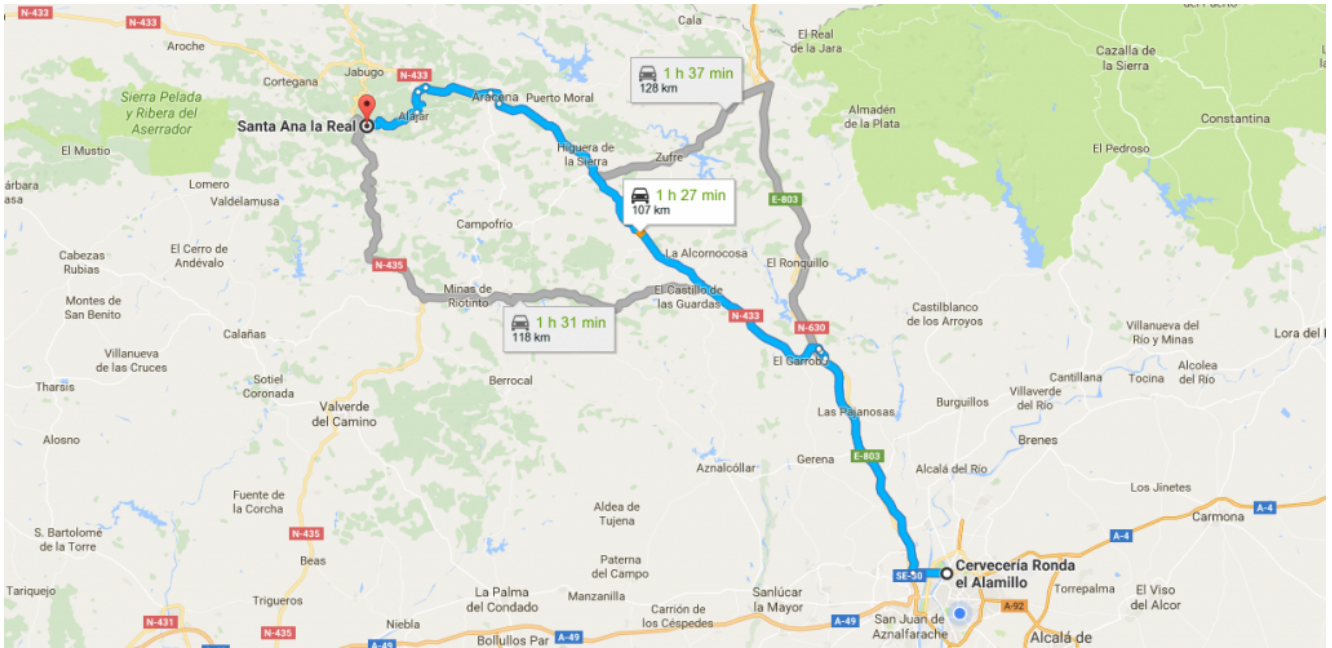 N-433
N-433
Cala
El Real
de la Jara
Aroche
Cazalla de
la Sierra
Cortegana
Jabugo
N-433
1 h 37 min
128 km
Sierra Pelada
y Ribera del
Aserrador
Aracena
Puerto Moral
Almadén
de la Plata
Constantina
Santa Ana la Real
Alájar
El Mustio
El Pedroso
Higuera de
la Sierra
Zufre
Lomero
Valdelamusa
1 h 27 min
107 km
E-803
Campofrío
Cabezas
Rubias
El Cerro de
Andévalo
La Alcornocosa
El Ronquillo
N-435
Minas de
Riotinto
El Castillo de
las Guardas
Montes de
San Benito
N-433
Castilblanco
de los Arroyos
1 h 31 min
118 km
N-630
Calañas
Villanueva del
Río y Minas
Lora del
Villanueva
de las Cruces
El Garrobo
Alcolea
del Río
Tharsis
Sotiel
Coronada
Berrocal
Cantillana
Tocina
Villaverde
del Río
Valverde
del Camino
Las Pajanosas
Burguillos
Alosno
Brenes
Gerena
E-803
Aznalcóllar
Alcalá del Río
Los Jinetes
Fuente de
la Corcha
Aldea de
Tujena
A-4
Carmona
S. Bartolomé
de la Torre
N-435
A-4
Beas
Paterna
del Campo
SE-30
Cervecería Ronda
el Alamillo
Tariquejo
Trigueros
La Palma
del Condado
Manzanilla
Sanlúcar
la Mayor
Torrepalma
El Viso
del Alcor
Carrión de
los Céspedes
A-92
N-431
Niebla
A-49
San Juan de
Aznalfarache
N-435
A-49
Bollullos Par
A-49
Alcalá de